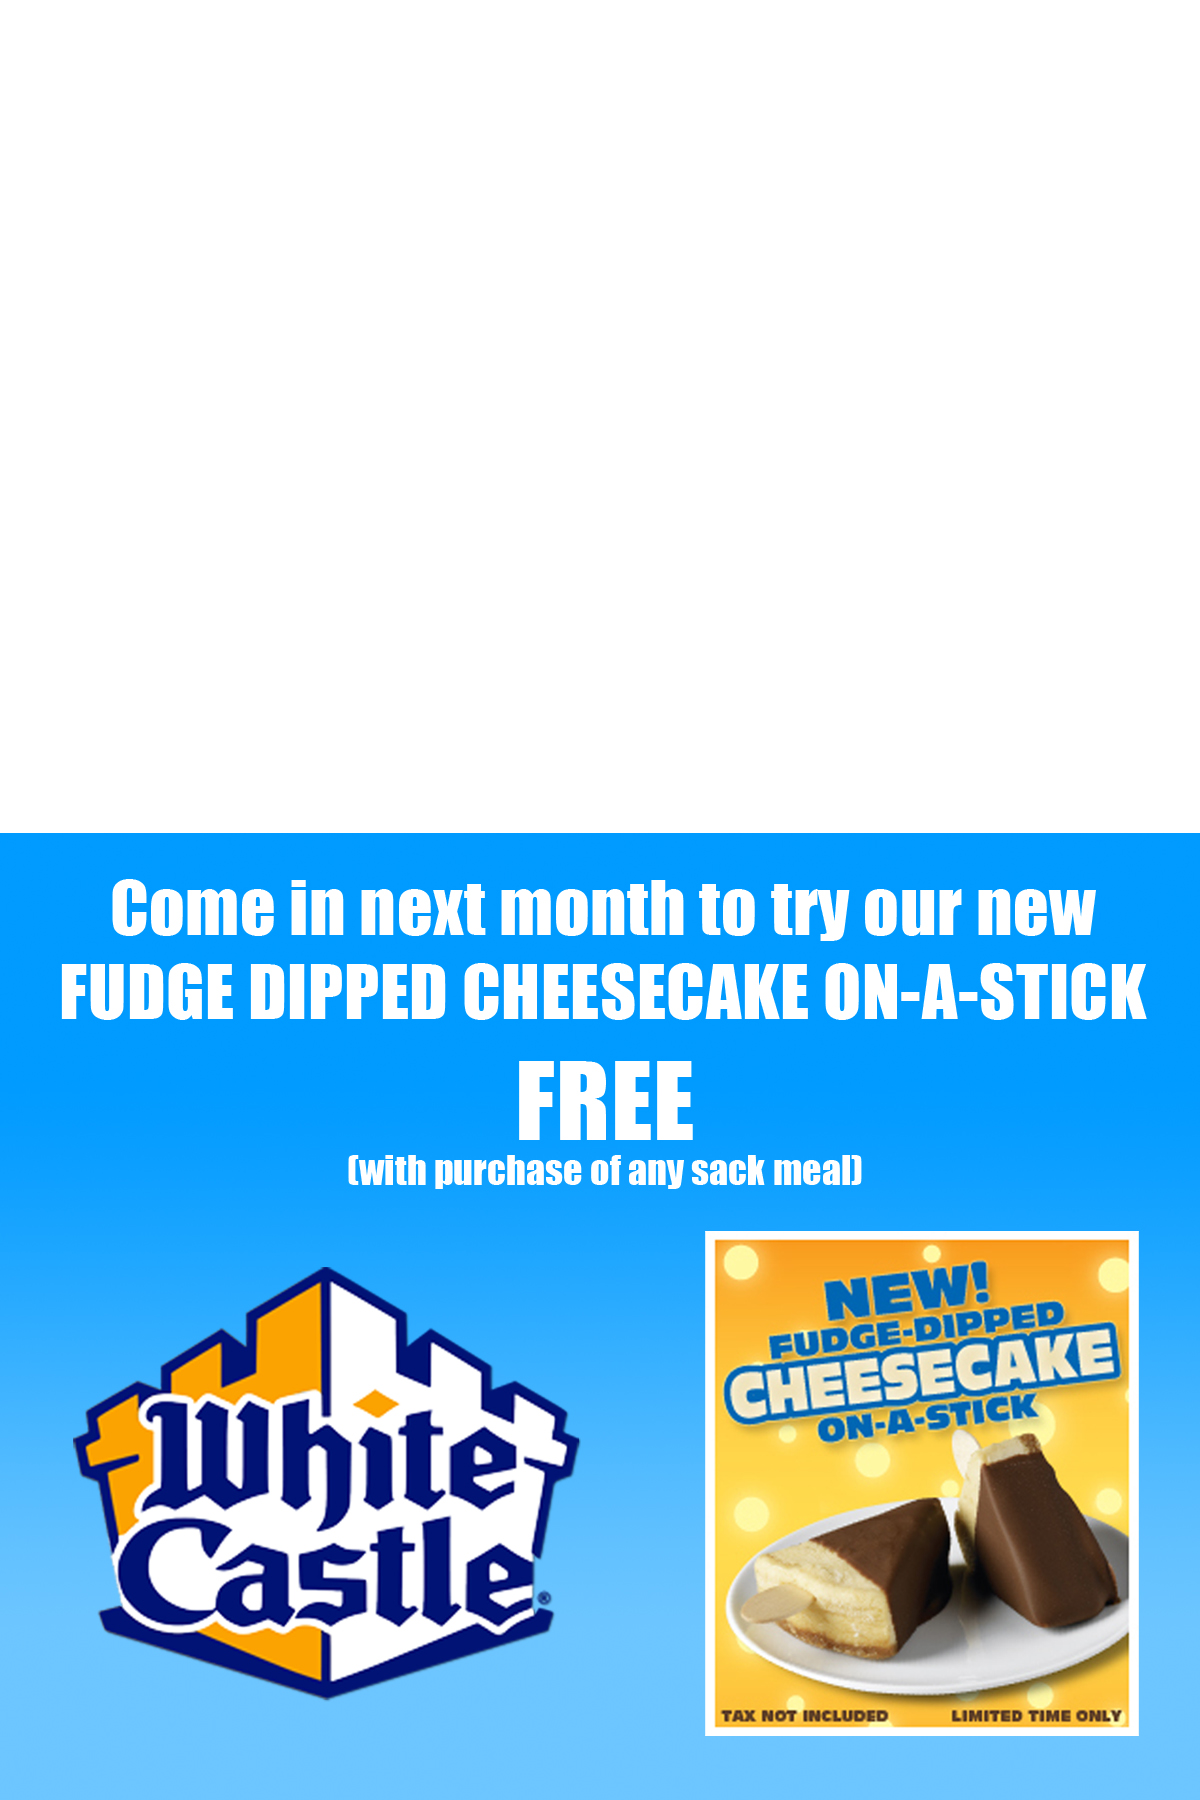 Come in next month to try our new
FUDGE DIPPED CHEESECAKE ON-A-STICK
FREE
(with purchase of any sack meal)
White
Castle®
NEW!
FUDGE-DIPPED
CHEESECAKE
ON-A-STICK
TAX NOT INCLUDED
LIMITED TIME ONLY